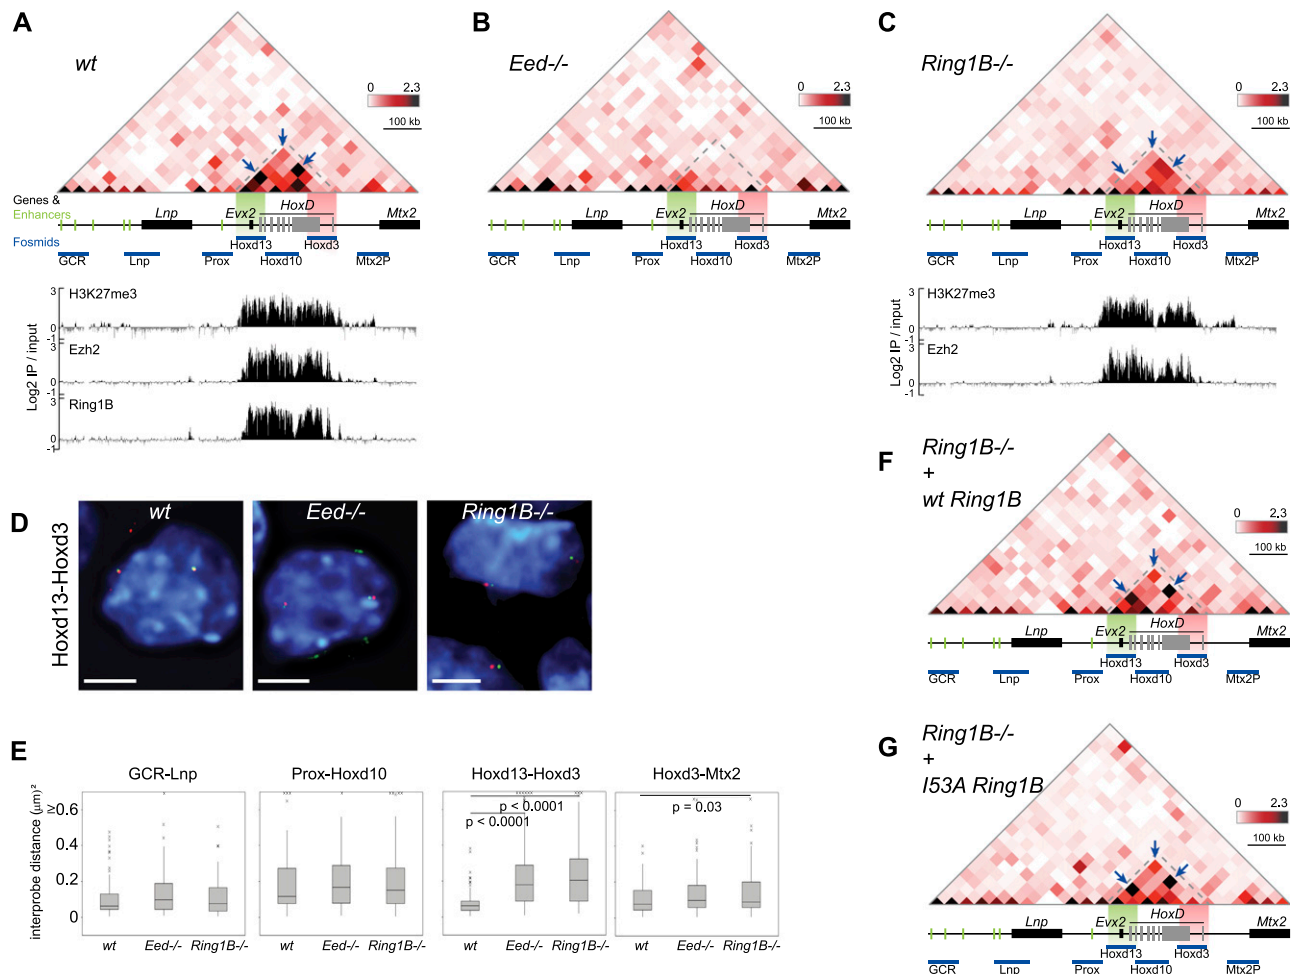 A
wt
0 2.3
100 kb
Genes &
Enhancers
Lnp
Evx2
HoxD
Mtx2
Fosmids
Hoxd13
Hoxd3
GCR
Lnp
Prox
Hoxd10
Mtx2P
Log2 IP / input
3
H3K27me3
0
-1
3
Ezh2
0
-1
3
Ring1B
0
-1
B
Eed-/-
0 2.3
100 kb
Lnp
Evx2
HoxD
Mtx2
Hoxd13
Hoxd3
GCR
Lnp
Prox
Hoxd10
Mtx2P
C
Ring1B-/-
0 2.3
100 kb
Lnp
Evx2
HoxD
Mtx2
Hoxd13
Hoxd3
GCR
Lnp
Prox
Hoxd10
Mtx2P
Log2 IP / input
3
H3K27me3
0
-1
3
Ezh2
0
-1
D
Hoxd13-Hoxd3
wt
Eed-/-
Ring1B-/-
E
interprobe distance (μm)²
GCR-Lnp
Prox-Hoxd10
Hoxd13-Hoxd3
Hoxd3-Mtx2
≥0.6
0.4
0.2
0
p < 0.0001
p < 0.0001
p = 0.03
wt Eed-/- Ring1B-/-
wt Eed-/- Ring1B-/-
wt Eed-/- Ring1B-/-
wt Eed-/- Ring1B-/-
F
Ring1B-/-
+
wt Ring1B
0 2.3
100 kb
Lnp
Evx2
HoxD
Mtx2
Hoxd13
Hoxd3
GCR
Lnp
Prox
Hoxd10
Mtx2P
G
Ring1B-/-
+
I53A Ring1B
0 2.3
100 kb
Lnp
Evx2
HoxD
Mtx2
Hoxd13
Hoxd3
GCR
Lnp
Prox
Hoxd10
Mtx2P